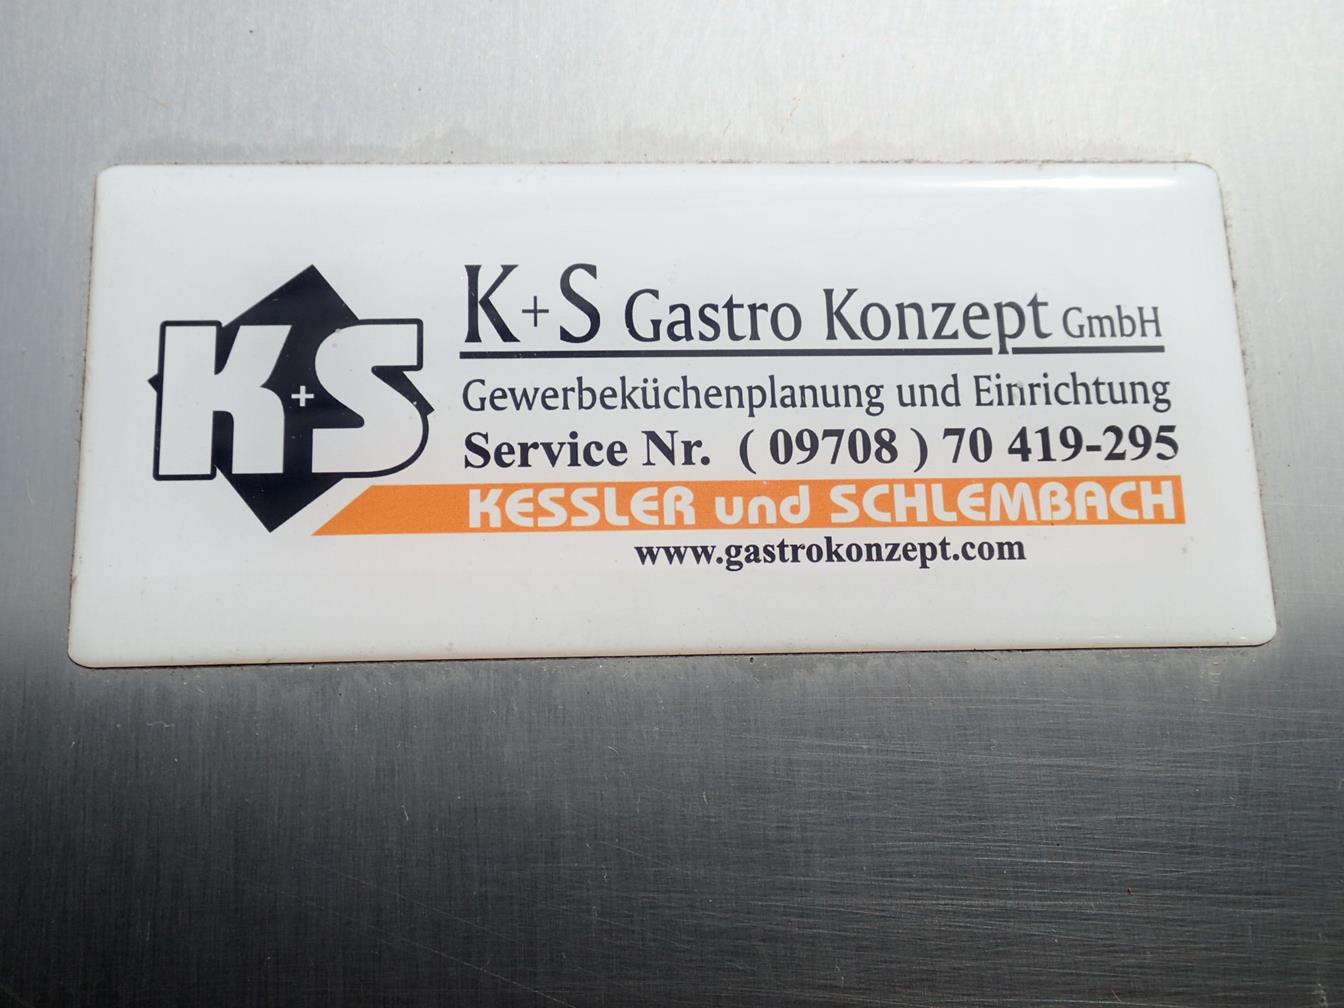 K+S
K+S Gastro Konzept GmbH
Gewerbeküchenplanung und Einrichtung
Service Nr. ( 09708 ) 70 419-295
KESSLER und SCHLEMBACH
www.gastrokonzept.com